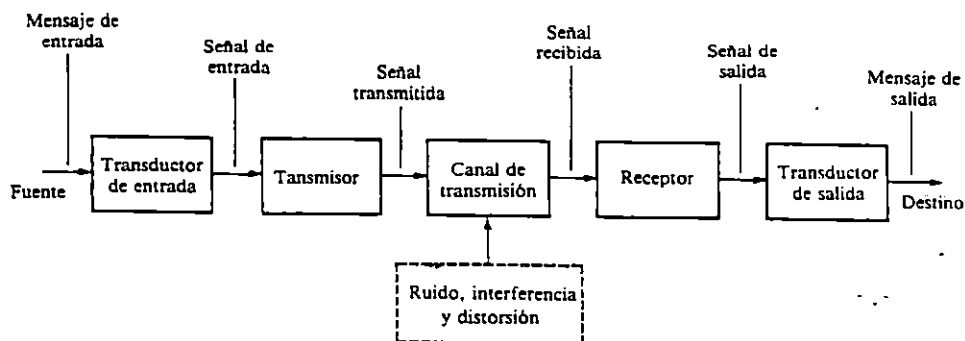 Mensaje de
entrada
Señal de
entrada
Señal
transmitida
Señal
recibida
Señal de
salida
Mensaje de
salida
Fuente
Transductor
de entrada
Tansmisor
Canal de
transmisión
Receptor
Transductor
de salida
Destino
Ruido, interferencia
y distorsión